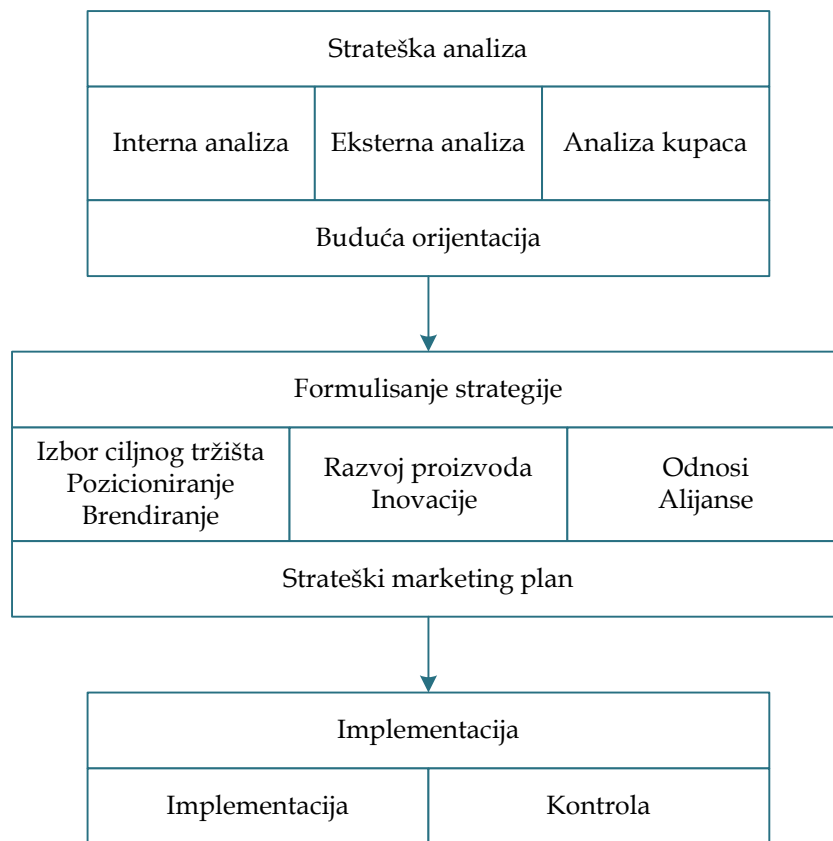 Strateška analiza
Interna analiza
Eksterna analiza
Analiza kupaca
Buduća orijentacija
Formulisanje strategije
Izbor ciljnog tržišta
Pozicioniranje
Brendiranje
Razvoj proizvoda
Inovacije
Odnosi
Alijanse
Strateški marketing plan
Implementacija
Implementacija
Kontrola